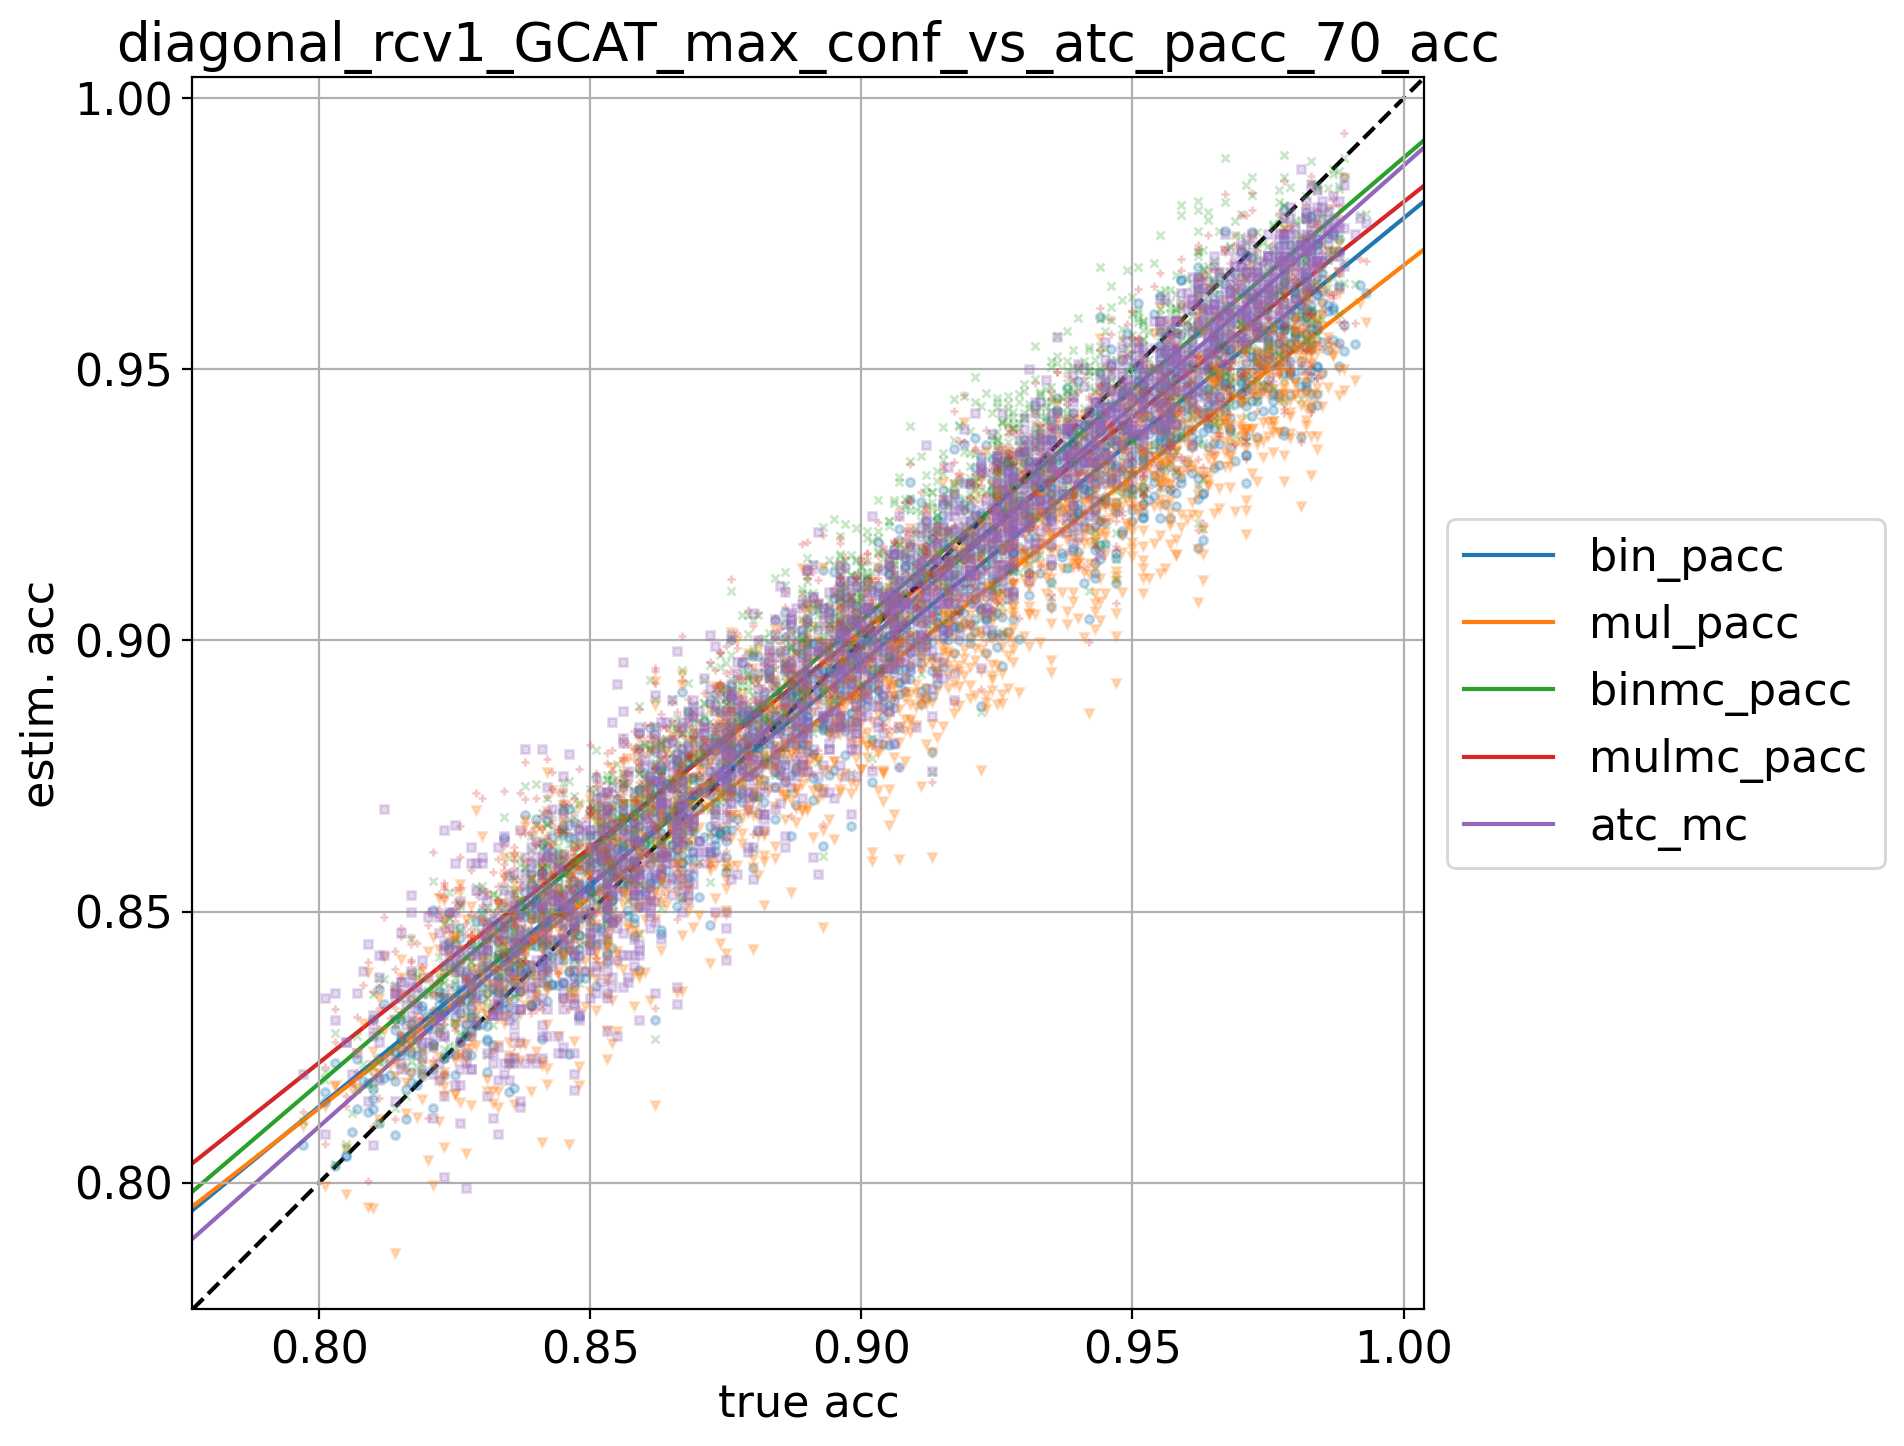 diagonal_rcv1_GCAT_max_conf_vs_atc_pacc_70_acc
1.00
0.95
0.90
0.85
0.80
estim. acc
0.80 0.85 0.90 0.95 1.00
true acc
bin_pacc
mul_pacc
binmc_pacc
mulmc_pacc
atc_mc